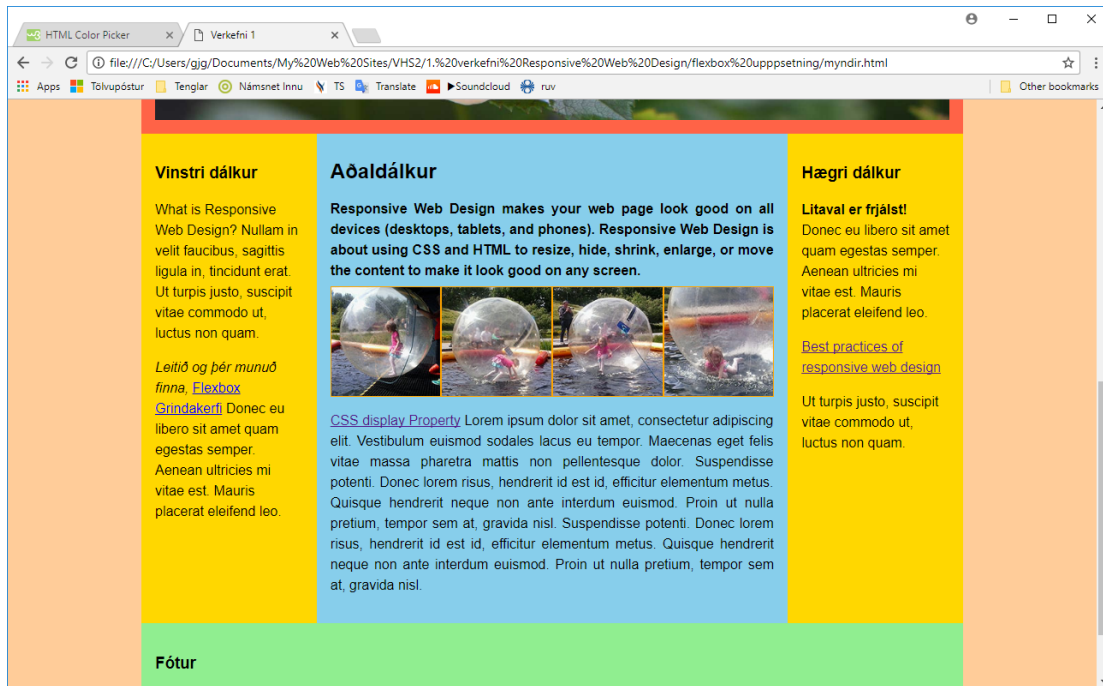 HTML Color Picker
Verkefni 1
file:///C:/Users/gjg/Documents/My%20Web%20Sites/VHS2/1.%20verkefni%20Responsive%20Web%20Design/flexbox%20upppsetning/myndir.html
Apps Tölvupóstur Tenglar Námsnet Innu TS Translate ▶Soundcloud ruv Other bookmarks
Vinstri dálkur
What is Responsive
Web Design? Nullam in
velit faucibus, sagittis
ligula in, tincidunt erat.
Ut turpis justo, suscipit
vitae commodo ut,
luctus non quam.
Leitið og þér munuð
finna, Flexbox
Grindakerfi Donec eu
libero sit amet quam
egestas semper.
Aenean ultricies mi
vitae est. Mauris
placerat eleifend leo.
Aðaldálkur
Responsive Web Design makes your web page look good on all
devices (desktops, tablets, and phones). Responsive Web Design is
about using CSS and HTML to resize, hide, shrink, enlarge, or move
the content to make it look good on any screen.
CSS display Property Lorem ipsum dolor sit amet, consectetur adipiscing
elit. Vestibulum euismod sodales lacus eu tempor. Maecenas eget felis
vitae massa pharetra mattis non pellentesque dolor. Suspendisse
potenti. Donec lorem risus, hendrerit id est id, efficitur elementum metus.
Quisque hendrerit neque non ante interdum euismod. Proin ut nulla
pretium, tempor sem at, gravida nisl. Suspendisse potenti. Donec lorem
risus, hendrerit id est id, efficitur elementum metus. Quisque hendrerit
neque non ante interdum euismod. Proin ut nulla pretium, tempor sem
at, gravida nisl.
Hægri dálkur
Litaval er frjálst!
Donec eu libero sit amet
quam egestas semper.
Aenean ultricies mi
vitae est. Mauris
placerat eleifend leo.
Best practices of
responsive web design
Ut turpis justo, suscipit
vitae commodo ut,
luctus non quam.
Fótur